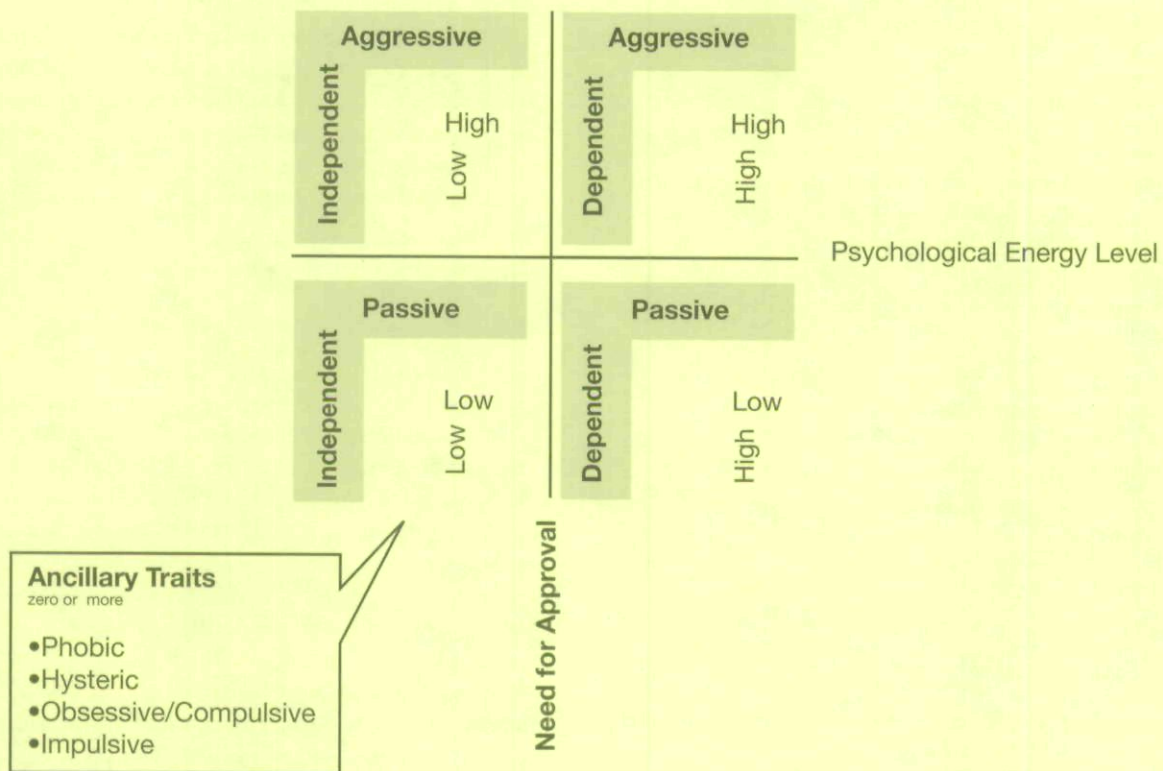 Aggressive
Independent
High
Low
Aggressive
Dependent
High
High
Psychological Energy Level
Passive
Independent
Low
Low
Passive
Dependent
Low
High
Need for Approval
Ancillary Traits
zero or more
•Phobic
•Hysteric
•Obsessive/Compulsive
•Impulsive